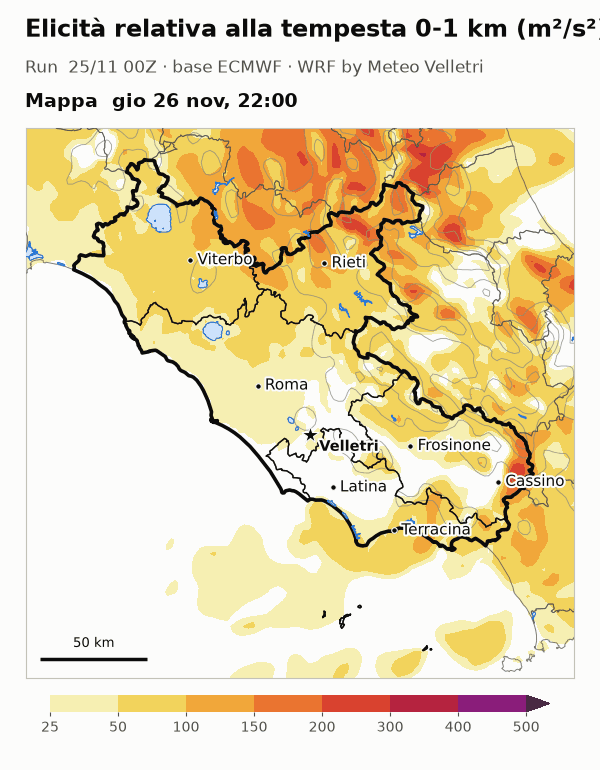 Elicità relativa alla tempesta 0-1 km (m²/s²)
Run  25/11 00Z · base ECMWF · WRF by Meteo Velletri
Mappa  gio 26 nov, 22:00
Viterbo
Rieti
Roma
Velletri
Frosinone
Latina
Cassino
Terracina
50 km
25 50 100 150 200 300 400 500